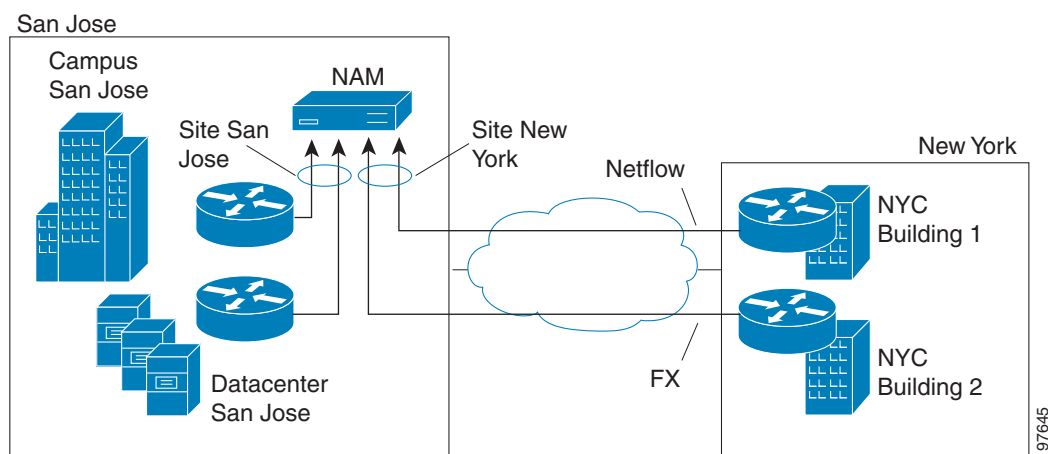 San Jose
Campus
San Jose
NAM
Site San
Jose
Site New
York
Datacenter
San Jose
Netflow
FX
New York
NYC
Building 1
NYC
Building 2
97645